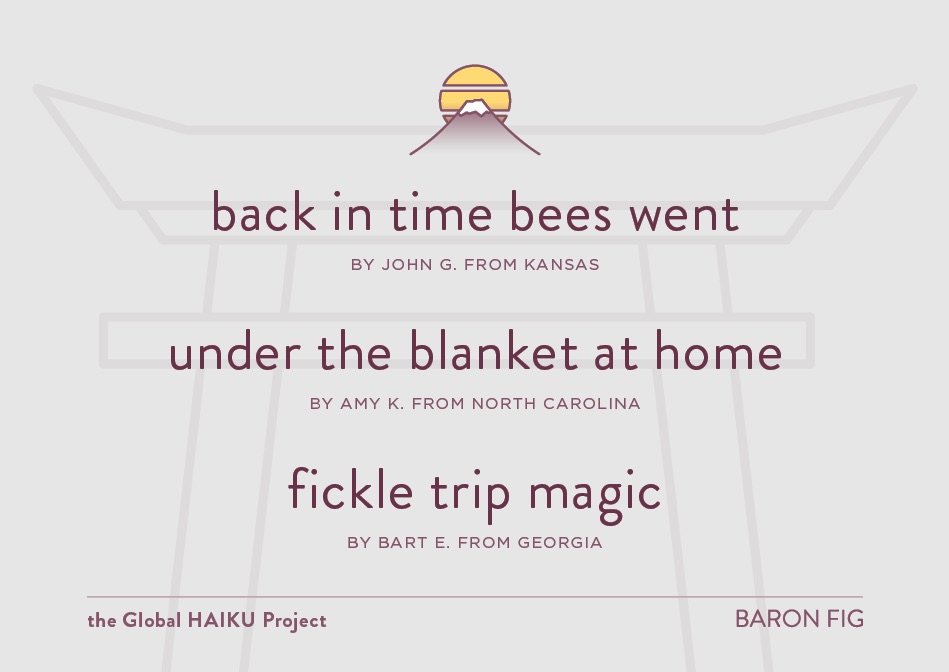 back in time bees went
BY JOHN G. FROM KANSAS
under the blanket at home
BY AMY K. FROM NORTH CAROLINA
fickle trip magic
BY BART E. FROM GEORGIA
the Global HAIKU Project
BARON FIG